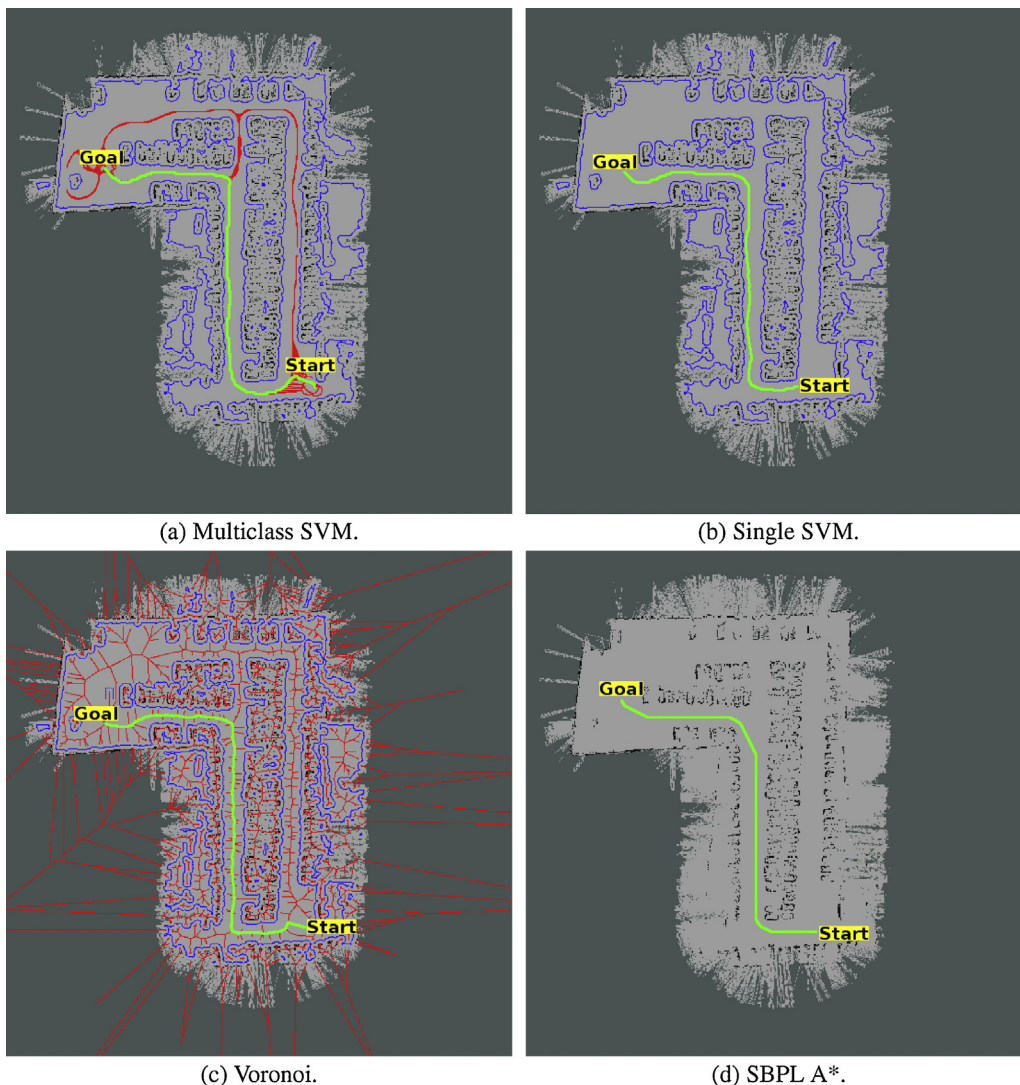 Goal
Start
Goal
Start
(a) Multiclass SVM.
(b) Single SVM.
Goal
Start
Goal
Start
(c) Voronoi.
(d) SBPL A*.